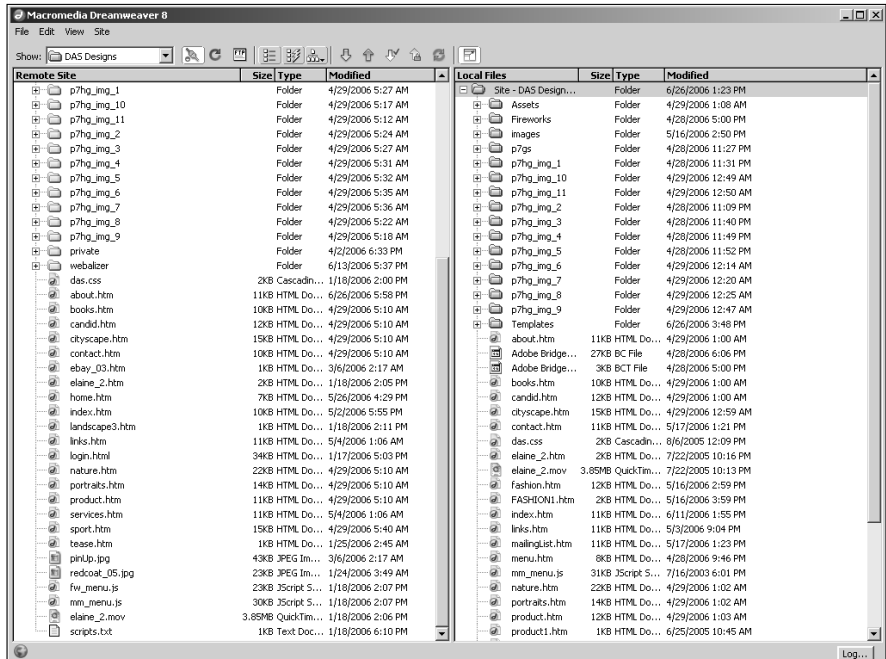 Macromedia Dreamweaver 8
File Edit View Site
Show: DAS Designs
Remote Site Size Type Modified
p7hg_img_1 Folder 4/29/2006 5:27 AM
p7hg_img_10 Folder 4/29/2006 5:17 AM
p7hg_img_11 Folder 4/29/2006 5:12 AM
p7hg_img_2 Folder 4/29/2006 5:24 AM
p7hg_img_3 Folder 4/29/2006 5:27 AM
p7hg_img_4 Folder 4/29/2006 5:31 AM
p7hg_img_5 Folder 4/29/2006 5:32 AM
p7hg_img_6 Folder 4/29/2006 5:35 AM
p7hg_img_7 Folder 4/29/2006 5:36 AM
p7hg_img_8 Folder 4/29/2006 5:22 AM
p7hg_img_9 Folder 4/29/2006 5:18 AM
private Folder 4/2/2006 6:33 PM
webalizer Folder 6/13/2006 5:37 PM
das.css 2KB Cascadin... 1/18/2006 2:00 PM
about.htm 11KB HTML Do... 6/26/2006 5:58 PM
books.htm 10KB HTML Do... 4/29/2006 5:10 AM
candid.htm 12KB HTML Do... 4/29/2006 5:10 AM
cityscape.htm 15KB HTML Do... 4/29/2006 5:10 AM
contact.htm 10KB HTML Do... 4/29/2006 5:10 AM
ebay_03.htm 1KB HTML Do... 3/6/2006 2:17 AM
elaine_2.htm 2KB HTML Do... 1/18/2006 2:05 PM
home.htm 7KB HTML Do... 5/26/2006 4:29 PM
index.htm 10KB HTML Do... 5/2/2006 5:55 PM
landscape3.htm 1KB HTML Do... 1/18/2006 2:11 PM
links.htm 11KB HTML Do... 5/4/2006 1:06 AM
login.html 34KB HTML Do... 1/17/2006 5:03 PM
nature.htm 22KB HTML Do... 4/29/2006 5:10 AM
portraits.htm 14KB HTML Do... 4/29/2006 5:10 AM
product.htm 11KB HTML Do... 4/29/2006 5:10 AM
services.htm 11KB HTML Do... 5/4/2006 1:06 AM
sport.htm 15KB HTML Do... 4/29/2006 5:40 AM
tease.htm 1KB HTML Do... 1/25/2006 2:45 AM
pinUp.jpg 43KB JPEG Im... 3/6/2006 2:17 AM
redcoat_05.jpg 23KB JPEG Im... 1/24/2006 3:49 AM
fw_menu.js 23KB JScript S... 1/18/2006 2:07 PM
mm_menu.js 30KB JScript S... 1/18/2006 2:07 PM
elaine_2.mov 3.85MB QuickTim... 1/18/2006 2:06 PM
scripts.txt 1KB Text Doc... 1/18/2006 6:10 PM
Local Files Size Type Modified
Site - DAS Design... Folder 6/26/2006 1:23 PM
Assets Folder 4/29/2006 1:08 AM
Fireworks Folder 4/28/2006 5:00 PM
images Folder 5/16/2006 2:50 PM
p7gs Folder 4/28/2006 11:27 PM
p7hg_img_1 Folder 4/28/2006 11:31 PM
p7hg_img_10 Folder 4/29/2006 12:49 AM
p7hg_img_11 Folder 4/29/2006 12:50 AM
p7hg_img_2 Folder 4/28/2006 11:09 PM
p7hg_img_3 Folder 4/28/2006 11:40 PM
p7hg_img_4 Folder 4/28/2006 11:49 PM
p7hg_img_5 Folder 4/28/2006 11:52 PM
p7hg_img_6 Folder 4/29/2006 12:14 AM
p7hg_img_7 Folder 4/29/2006 12:20 AM
p7hg_img_8 Folder 4/29/2006 12:25 AM
p7hg_img_9 Folder 4/29/2006 12:47 AM
Templates Folder 6/26/2006 3:48 PM
about.htm 11KB HTML Do... 4/29/2006 1:00 AM
Adobe Bridge... 27KB BC File 4/28/2006 6:06 PM
Adobe Bridge... 3KB BCT File 4/28/2006 5:00 PM
books.htm 10KB HTML Do... 4/29/2006 1:00 AM
candid.htm 12KB HTML Do... 4/29/2006 1:00 AM
cityscape.htm 15KB HTML Do... 4/29/2006 12:59 AM
contact.htm 11KB HTML Do... 5/17/2006 1:21 PM
das.css 2KB Cascadin... 8/6/2005 12:09 PM
elaine_2.htm 2KB HTML Do... 7/22/2005 10:16 PM
elaine_2.mov 3.85MB QuickTim... 7/22/2005 10:13 PM
fashion.htm 12KB HTML Do... 5/16/2006 2:59 PM
FASHION1.htm 2KB HTML Do... 5/16/2006 3:59 PM
index.htm 11KB HTML Do... 6/11/2006 1:55 PM
links.htm 11KB HTML Do... 5/3/2006 9:04 PM
mailingList.htm 11KB HTML Do... 5/17/2006 1:23 PM
menu.htm 8KB HTML Do... 4/28/2006 9:46 PM
mm_menu.js 31KB JScript S... 7/16/2003 6:01 PM
nature.htm 22KB HTML Do... 4/29/2006 1:02 AM
portraits.htm 14KB HTML Do... 4/29/2006 1:02 AM
product.htm 12KB HTML Do... 4/29/2006 1:03 AM
product1.htm 1KB HTML Do... 6/25/2005 10:45 AM
Log...